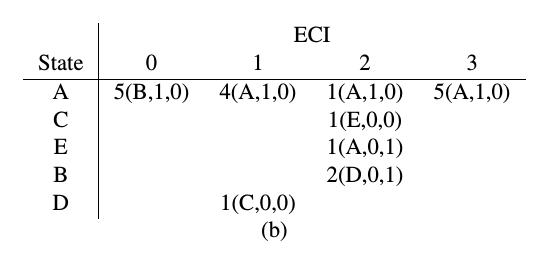 ECI
State 0 1 2 3
A 5(B,1,0) 4(A,1,0) 1(A,1,0) 5(A,1,0)
C 1(E,0,0)
E 1(A,0,1)
B 2(D,0,1)
D 1(C,0,0)
(b)